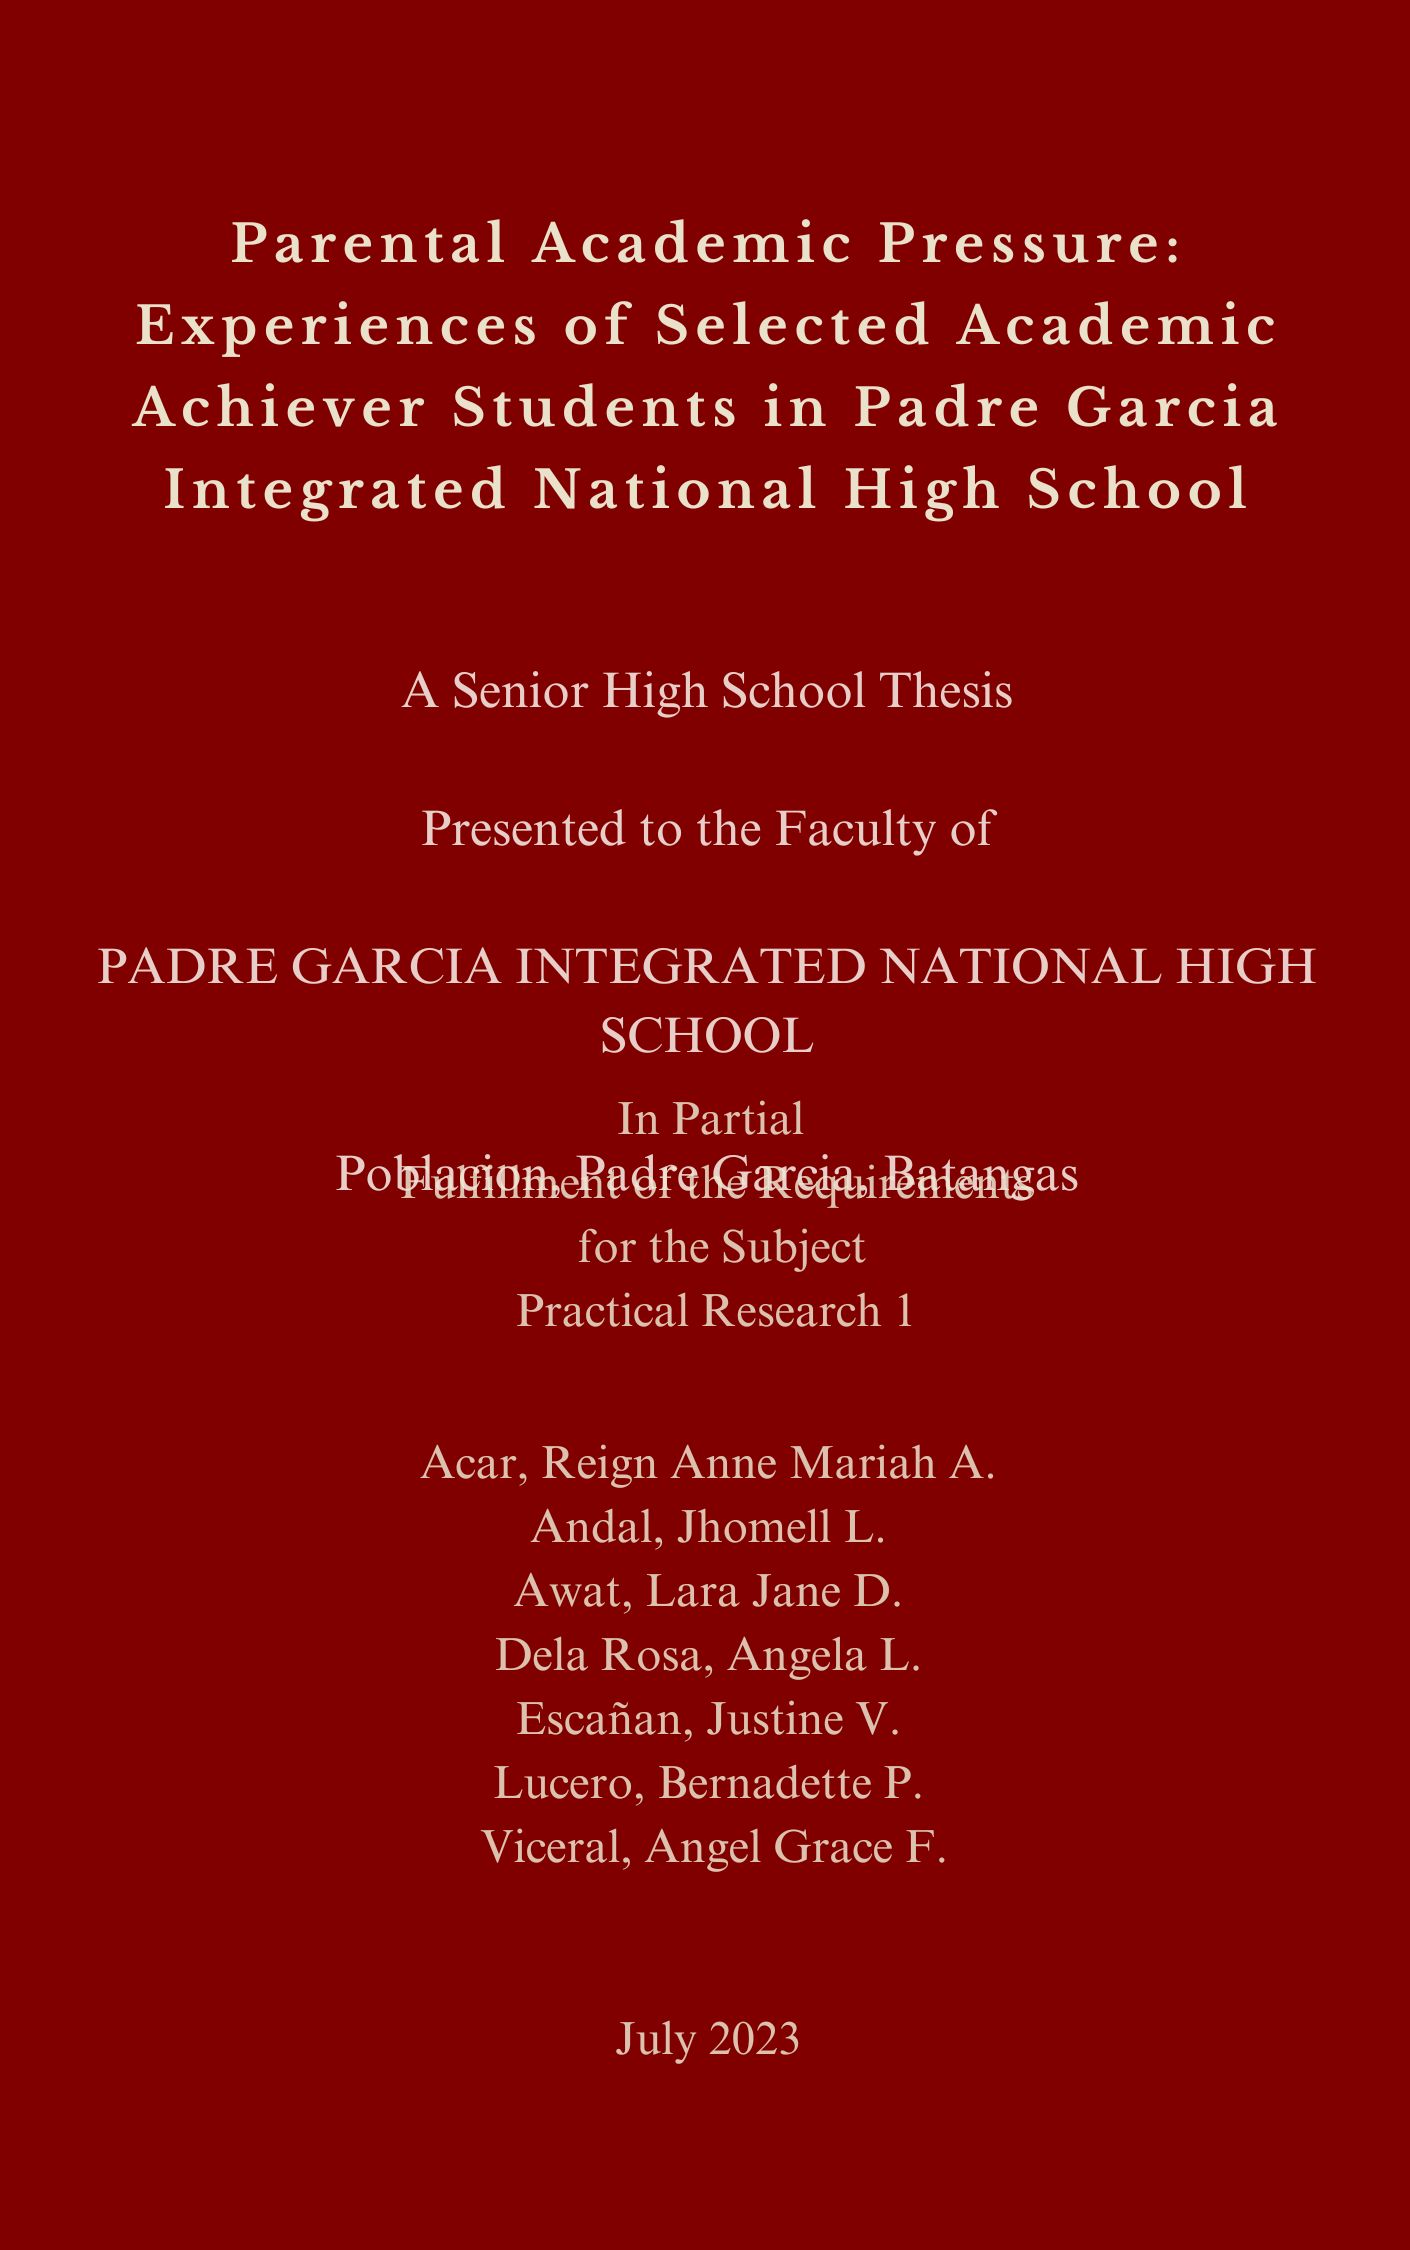 Parental Academic Pressure:
Experiences of Selected Academic
Achiever Students in Padre Garcia
Integrated National High School
A Senior High School Thesis
Presented to the Faculty of
PADRE GARCIA INTEGRATED NATIONAL HIGH
SCHOOL
In Partial
Poblacion, Padre Garcia, Batangas
Fulfillment of the Requirements
for the Subject
Practical Research 1
Acar, Reign Anne Mariah A.
Andal, Jhomell L.
Awat, Lara Jane D.
Dela Rosa, Angela L.
Escañan, Justine V.
Lucero, Bernadette P.
Viceral, Angel Grace F.
July 2023